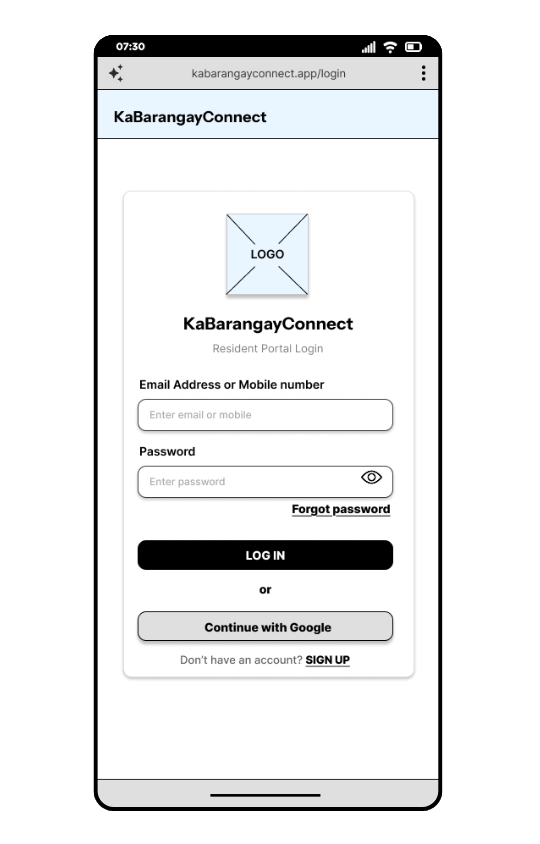 07:30
kabarangayconnect.app/login
KaBarangayConnect
LOGO
KaBarangayConnect
Resident Portal Login
Email Address or Mobile number
Enter email or mobile
Password
Enter password
Forgot password
LOG IN
or
Continue with Google
Don't have an account? SIGN UP